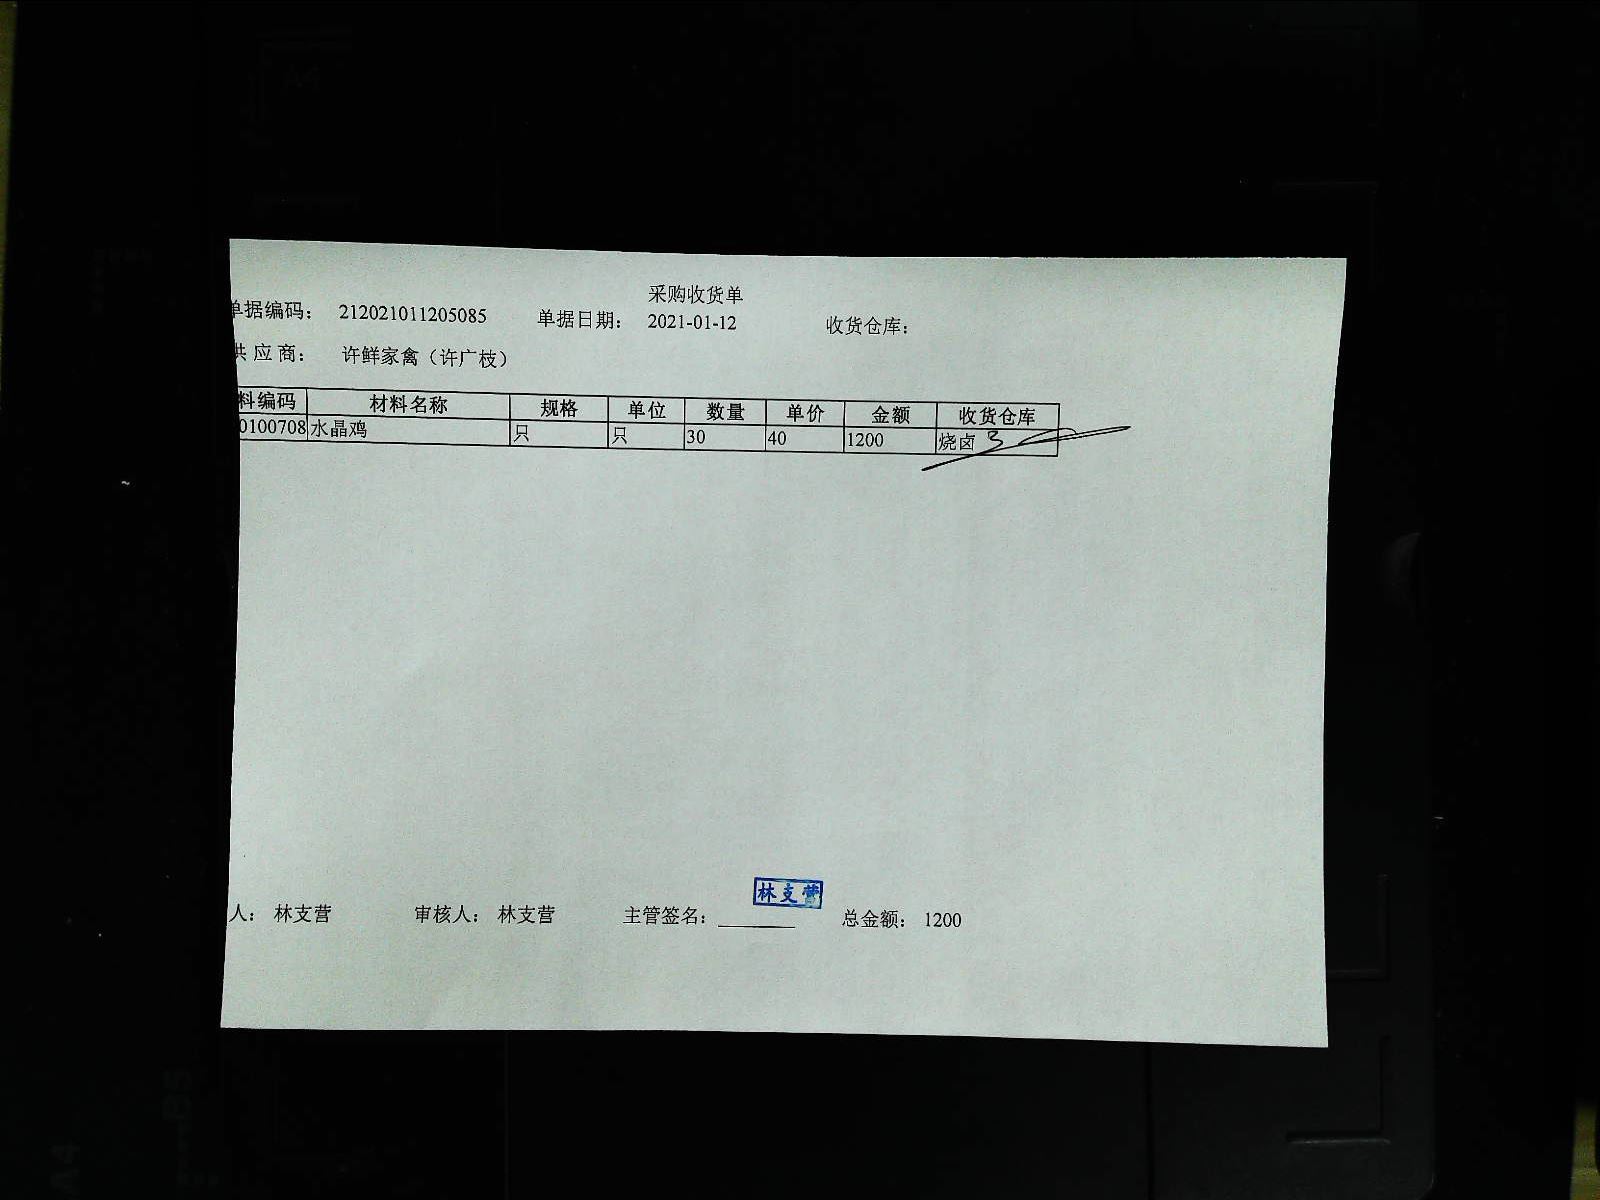 采购收货单
单据编码： 212021011205085 单据日期： 2021-01-12 收货仓库：
供 应 商： 许鲜家禽（许广枝）
料编码 材料名称 规格 单位 数量 单价 金额 收货仓库
0100708 水晶鸡 只 只 30 40 1200 烧卤
林支营
人： 林支营 审核人： 林支营 主管签名： 总金额： 1200